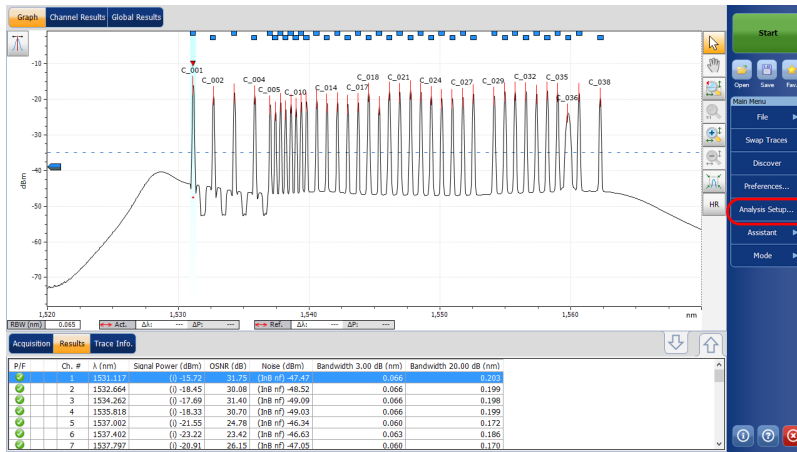 Graph Channel Results Global Results
Start
Open Save Fav.
Main Menu
File
Swap Traces
Discover
Preferences...
Analysis Setup...
Assistant
Mode
HR
-10
-20
-30
-40
-50
-60
-70
dBm
C_001
C_002
C_004
C_005
C_010
C_014
C_017
C_018
C_021
C_024
C_027
C_029
C_032
C_035
C_036
C_038
1,520 1,530 1,540 1,550 1,560 nm
RBW (nm) 0.065 Act. Δλ: --- ΔP: --- Ref. Δλ: --- ΔP: ---
Acquisition Results Trace Info.
P/F Ch. # λ (nm) Signal Power (dBm) OSNR (dB) Noise (dBm) Bandwidth 3.00 dB (nm) Bandwidth 20.00 dB (nm)
1 1531.117 (i) -15.72 31.75 (InB nf) -47.47 0.066 0.203
2 1532.664 (i) -18.45 30.08 (InB nf) -48.52 0.066 0.199
3 1534.262 (i) -17.69 31.40 (InB nf) -49.09 0.066 0.198
4 1535.818 (i) -18.33 30.70 (InB nf) -49.03 0.066 0.199
5 1537.002 (i) -21.55 24.78 (InB nf) -46.34 0.060 0.172
6 1537.402 (i) -23.22 23.42 (InB nf) -46.63 0.063 0.186
7 1537.797 (i) -20.91 26.15 (InB nf) -47.05 0.060 0.170